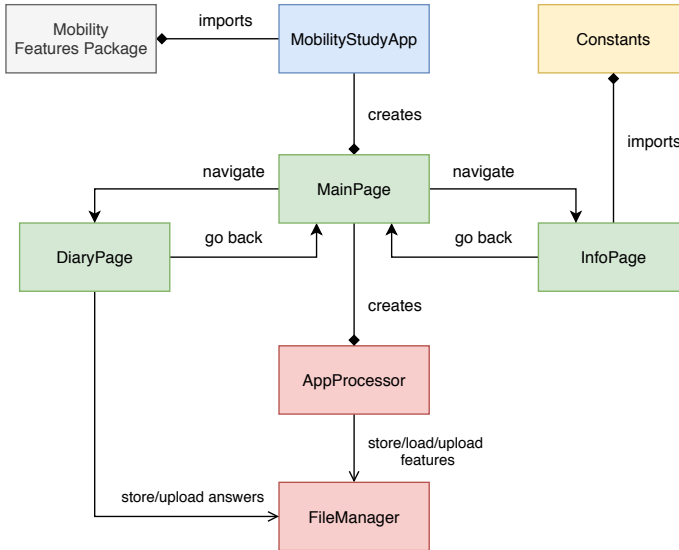 Mobility
Features Package
imports
MobilityStudyApp
Constants
creates
imports
navigate
MainPage
navigate
DiaryPage
go back
go back
InfoPage
creates
AppProcessor
store/load/upload
features
store/upload answers
FileManager